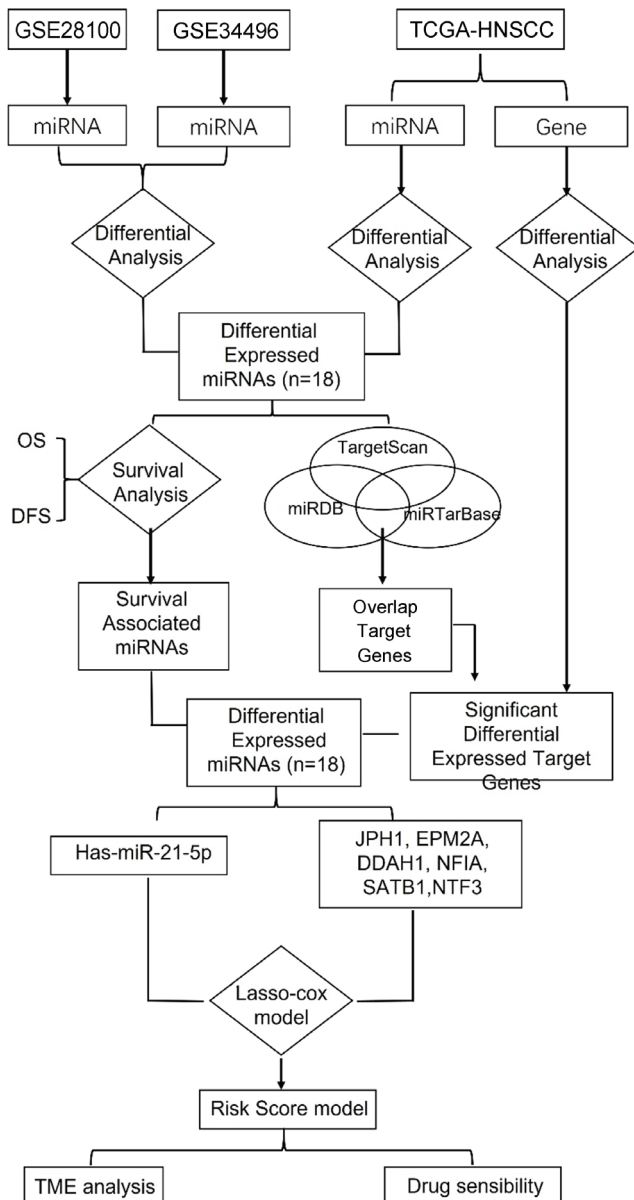 GSE28100
GSE34496
TCGA-HNSCC
miRNA
miRNA
miRNA
Gene
Differential
Analysis
Differential
Analysis
Differential
Analysis
Differential
Expressed
miRNAs (n=18)
OS
DFS
Survival
Analysis
TargetScan
miRDB
miRTarBase
Survival
Associated
miRNAs
Overlap
Target
Genes
Differential
Expressed
miRNAs (n=18)
Significant
Differential
Expressed Target
Genes
Has-miR-21-5p
JPH1, EPM2A,
DDAH1, NFIA,
SATB1,NTF3
Lasso-cox
model
Risk Score model
TME analysis
Drug sensibility